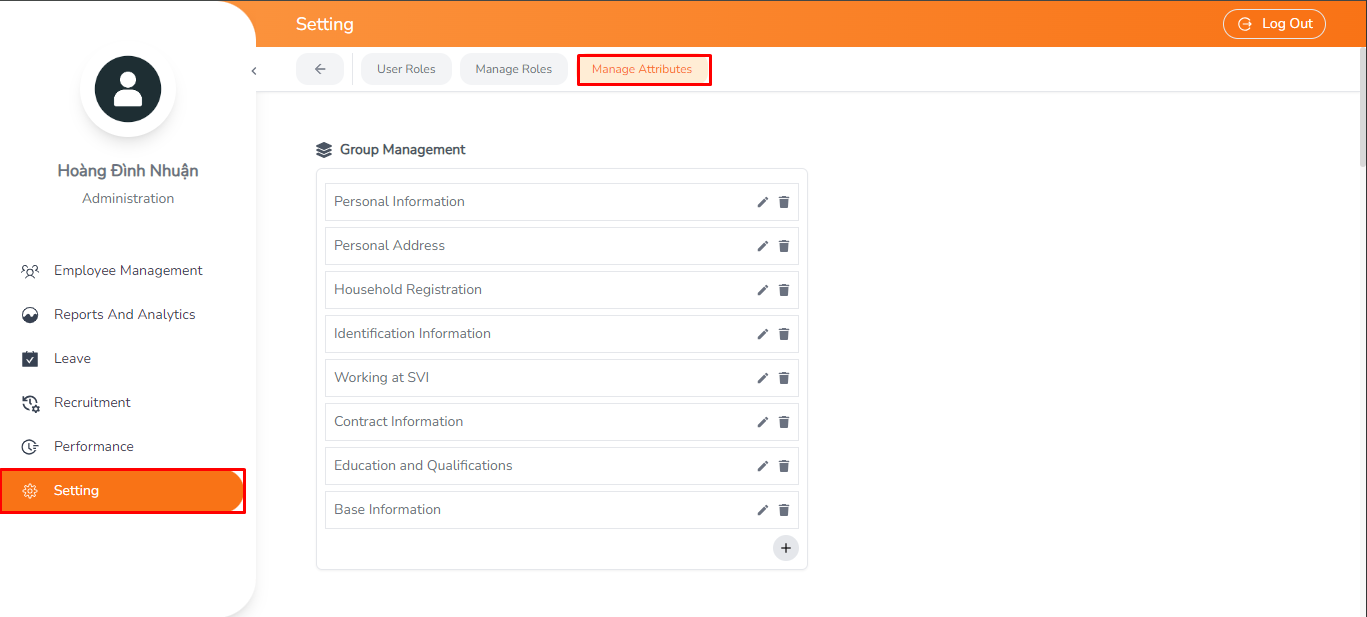 Setting
Log Out
User Roles
Manage Roles
Manage Attributes
Hoàng Đình Nhuận
Administration
Employee Management
Reports And Analytics
Leave
Recruitment
Performance
Setting
Group Management
Personal Information
Personal Address
Household Registration
Identification Information
Working at SVI
Contract Information
Education and Qualifications
Base Information